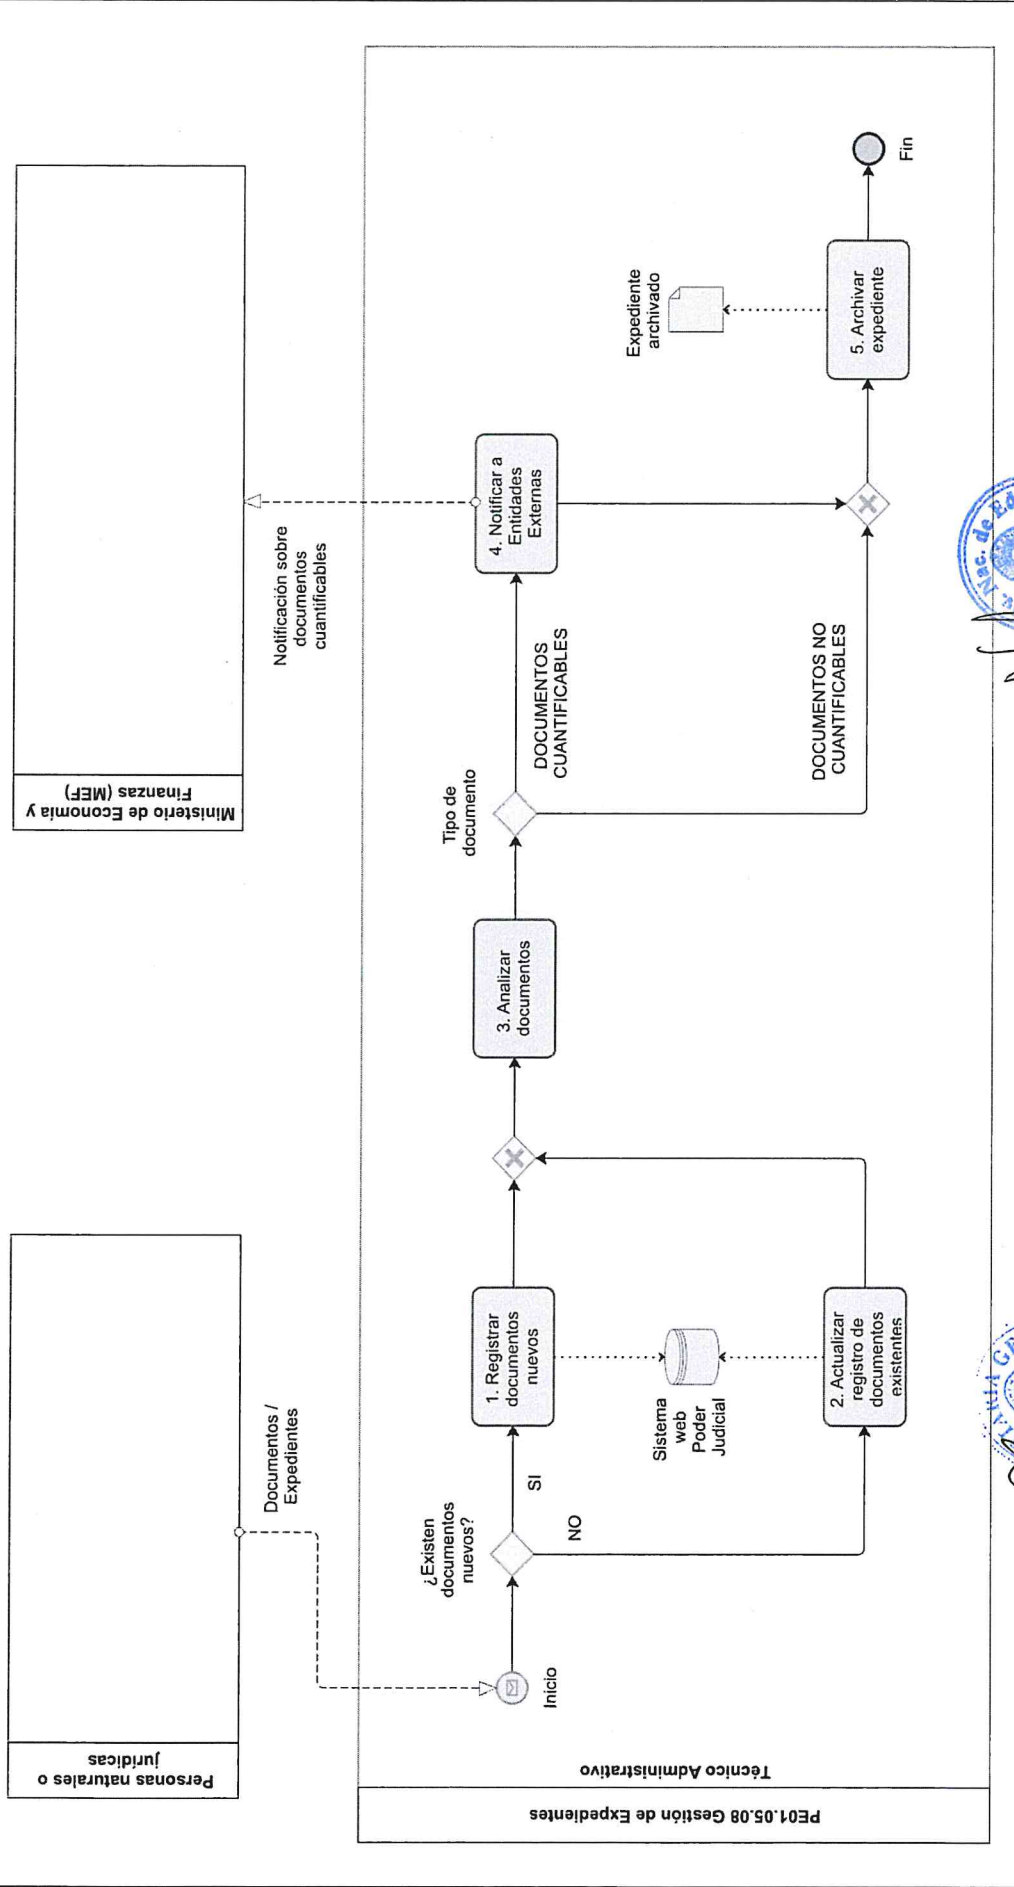 Personas naturales o
jurídicas
Documentos /
Expedientes
Ministerio de Economía y
Finanzas (MEF)
Notificación sobre
documentos
cuantificables
PE01.05.08 Gestión de Expedientes
Técnico Administrativo
Inicio
¿Existen
documentos
nuevos?
SI
NO
1. Registrar
documentos
nuevos
Sistema
web
Poder
Judicial
2. Actualizar
registro de
documentos
existentes
3. Analizar
documentos
Tipo de
documento
DOCUMENTOS
CUANTIFICABLES
DOCUMENTOS NO
CUANTIFICABLES
4. Notificar a
Entidades
Externas
Expediente
archivado
5. Archivar
expediente
Fin
Nac. de